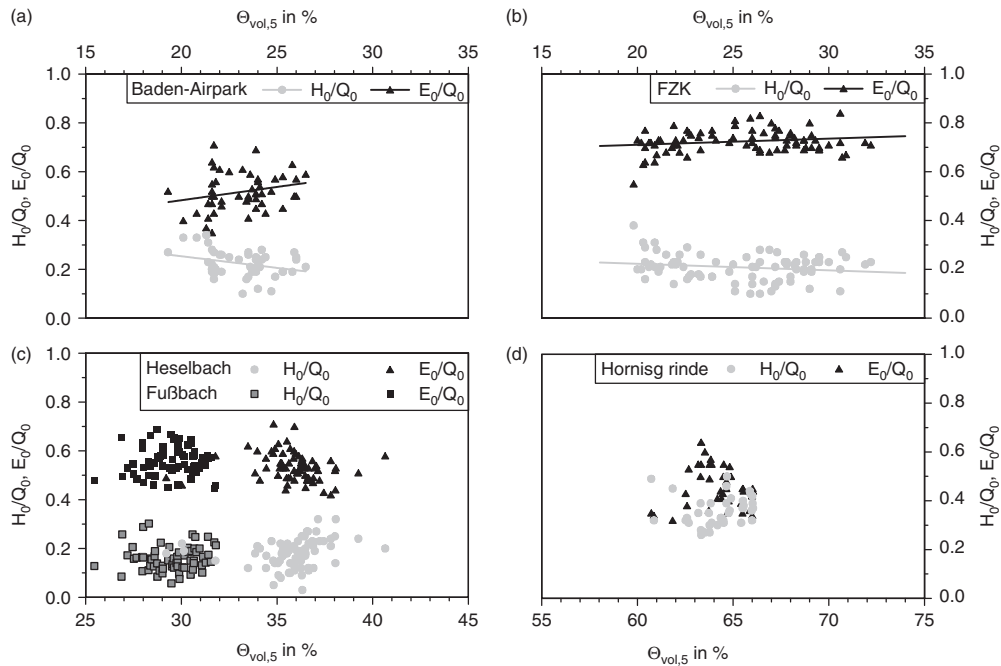 (a)
Θvol,5 in %
(b)
Θvol,5 in %
15 20 25 30 35
15 20 25 30 35
1.0
0.8
0.6
0.4
0.2
0.0
H0/Q0, E0/Q0
Baden-Airpark H0/Q0 E0/Q0
FZK H0/Q0 E0/Q0
1.0
0.8
0.6
0.4
0.2
0.0
H0/Q0, E0/Q0
(c)
(d)
1.0
0.8
0.6
0.4
0.2
0.0
H0/Q0, E0/Q0
Heselbach H0/Q0 E0/Q0
Fußbach H0/Q0 E0/Q0
Hornisg rinde H0/Q0 E0/Q0
1.0
0.8
0.6
0.4
0.2
0.0
H0/Q0, E0/Q0
25 30 35 40 45
55 60 65 70 75
Θvol,5 in %
Θvol,5 in %